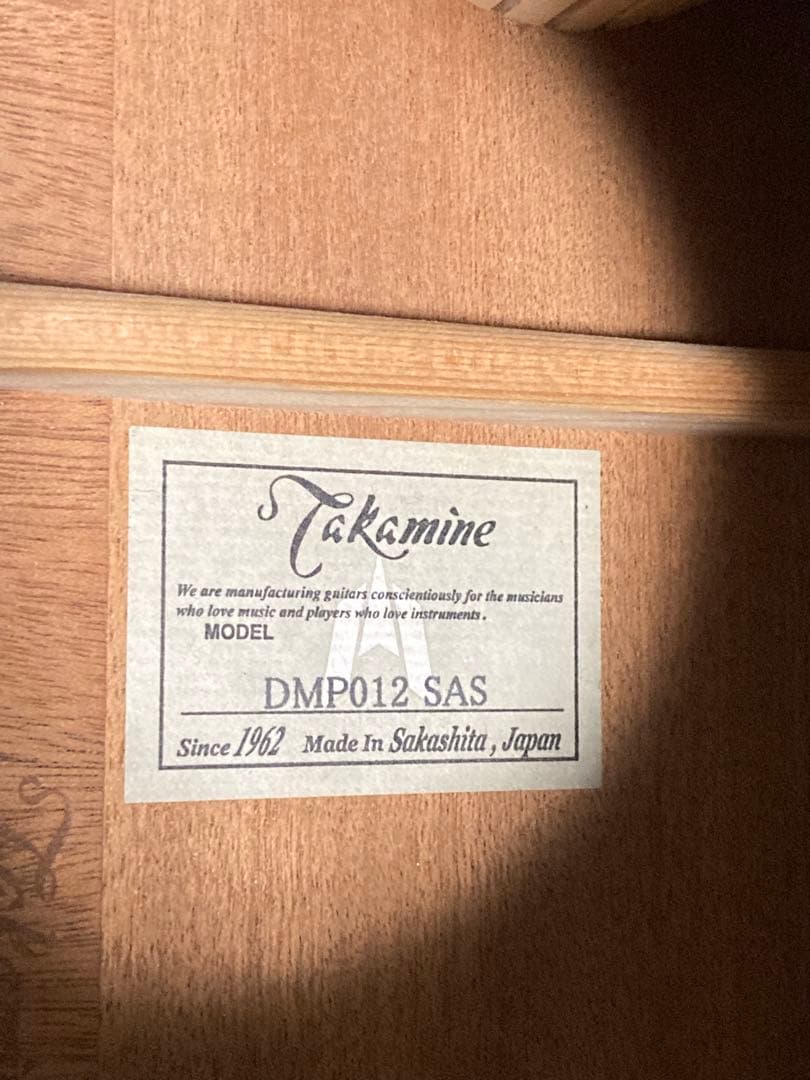 Takamine
We are manufacturing guitars conscientiously for the musicians
who love music and players who love instruments.
MODEL
DMP012 SAS
Since 1962 Made In Sakashita, Japan